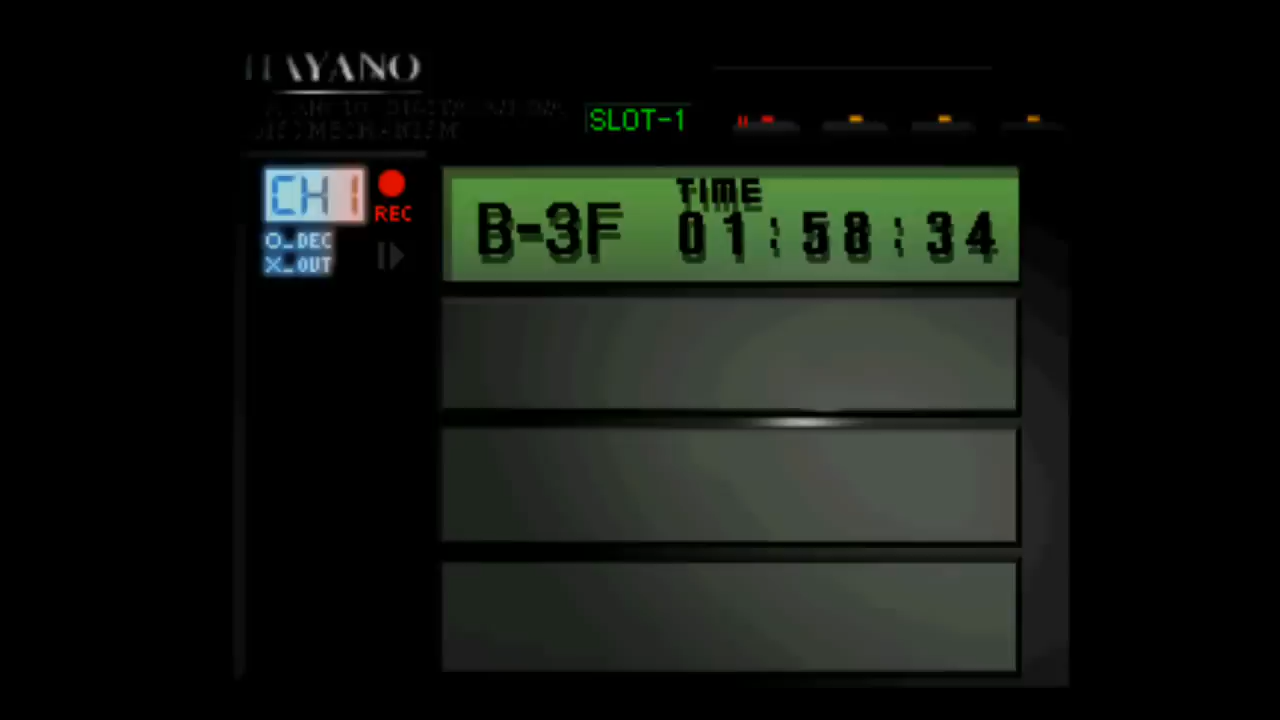 HAYANO
SLOT-1
CH 1
REC
O_DEC
X_OUT
B-3F
TIME
01:58:34